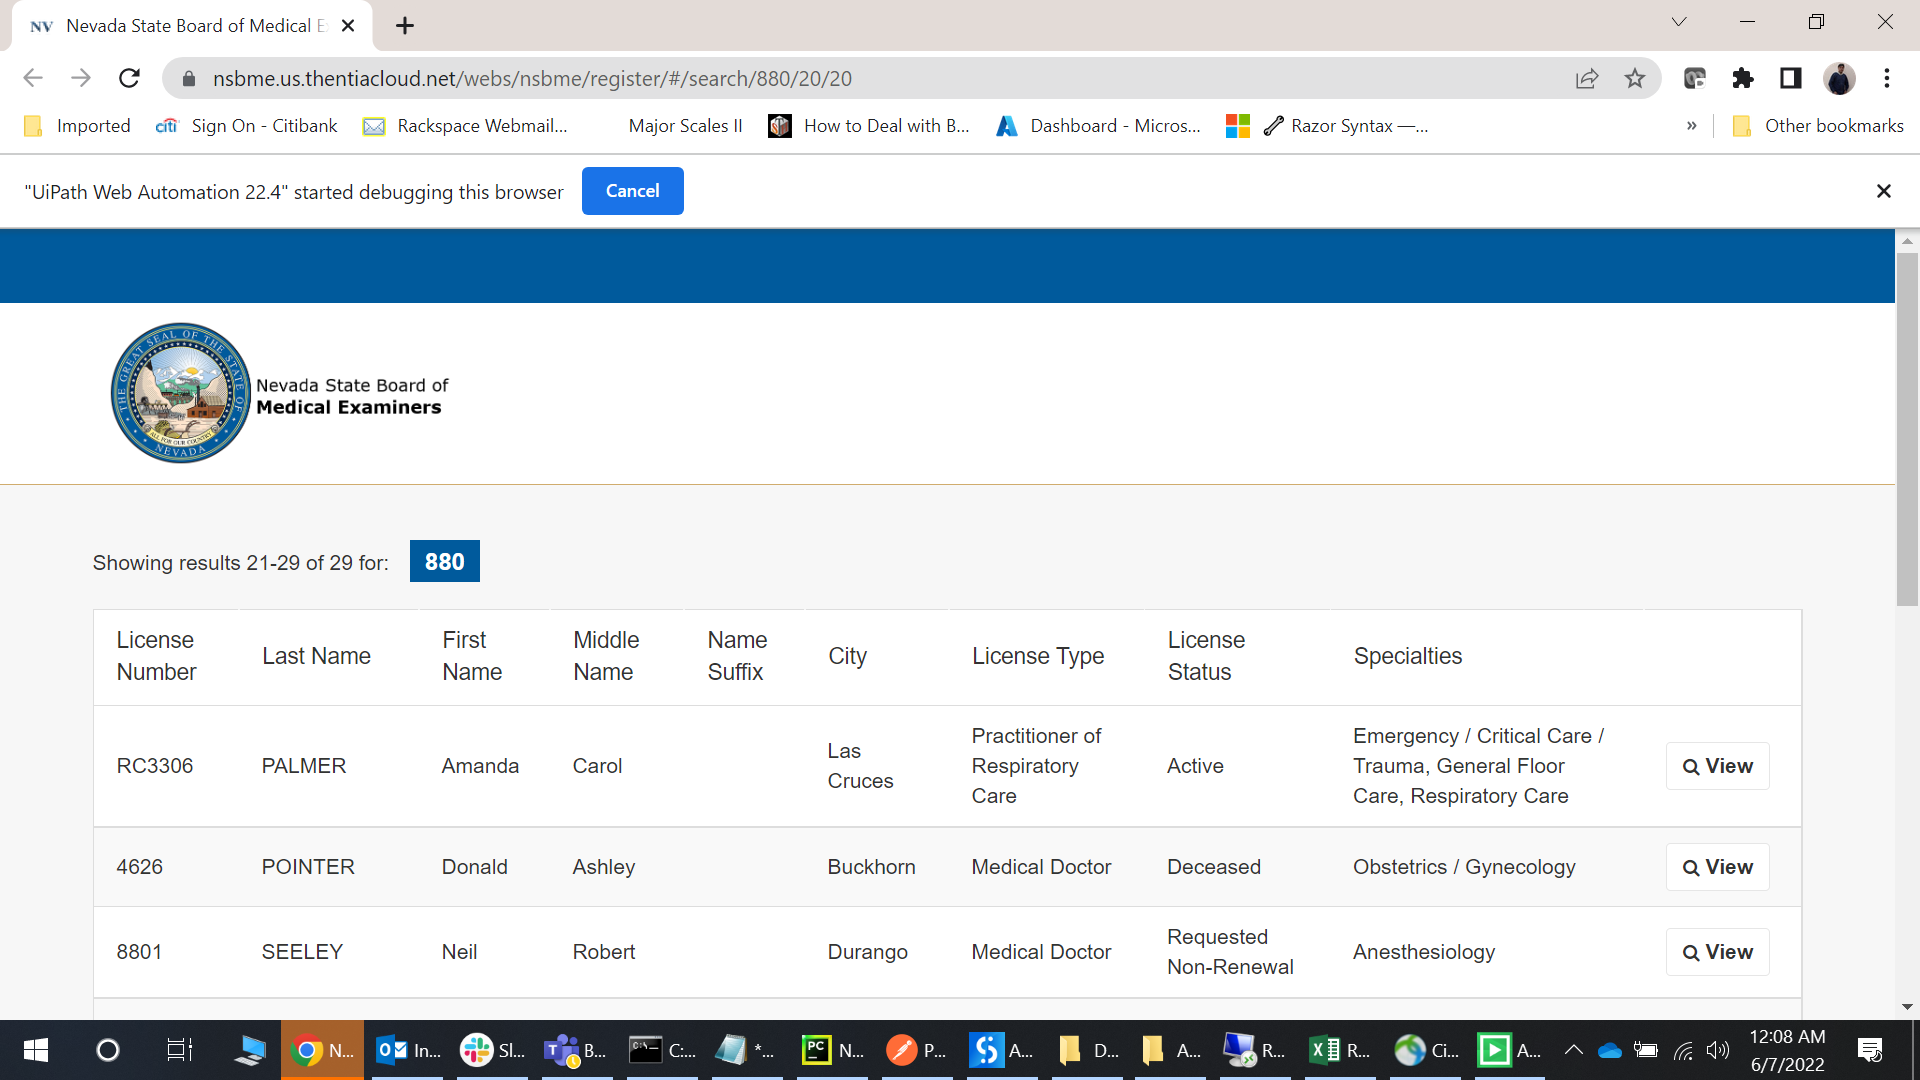 NV Nevada State Board of Medical E
nsbme.us.thentiacloud.net/webs/nsbme/register/#/search/880/20/20
Imported citi Sign On - Citibank Rackspace Webmail... Major Scales II How to Deal with B... Dashboard - Micros... Razor Syntax —... » Other bookmarks
"UiPath Web Automation 22.4" started debugging this browser Cancel
THE GREAT SEAL OF THE STATE OF NEVADA
ALL FOR OUR COUNTRY
Nevada State Board of
Medical Examiners
Showing results 21-29 of 29 for: 880
License Number Last Name First Name Middle Name Name Suffix City License Type License Status Specialties
RC3306 PALMER Amanda Carol Las Cruces Practitioner of Respiratory Care Active Emergency / Critical Care / Trauma, General Floor Care, Respiratory Care View
4626 POINTER Donald Ashley Buckhorn Medical Doctor Deceased Obstetrics / Gynecology View
8801 SEELEY Neil Robert Durango Medical Doctor Requested Non-Renewal Anesthesiology View
N... In... Sl... B... C:... *... PC N... P... A... D... A... R... R... Ci... A... 12:08 AM
6/7/2022